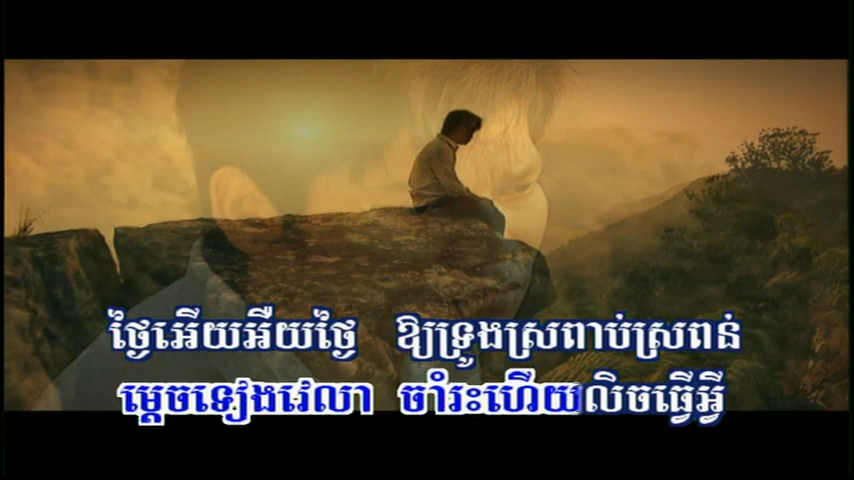 ថ្ងៃអើយអឺយថ្ងៃ ឱ្យទ្រូងស្រពាប់ស្រពន់
ម្ដេចទៀងវេលា ចាំរះហើយលិចធ្វើអ្វី